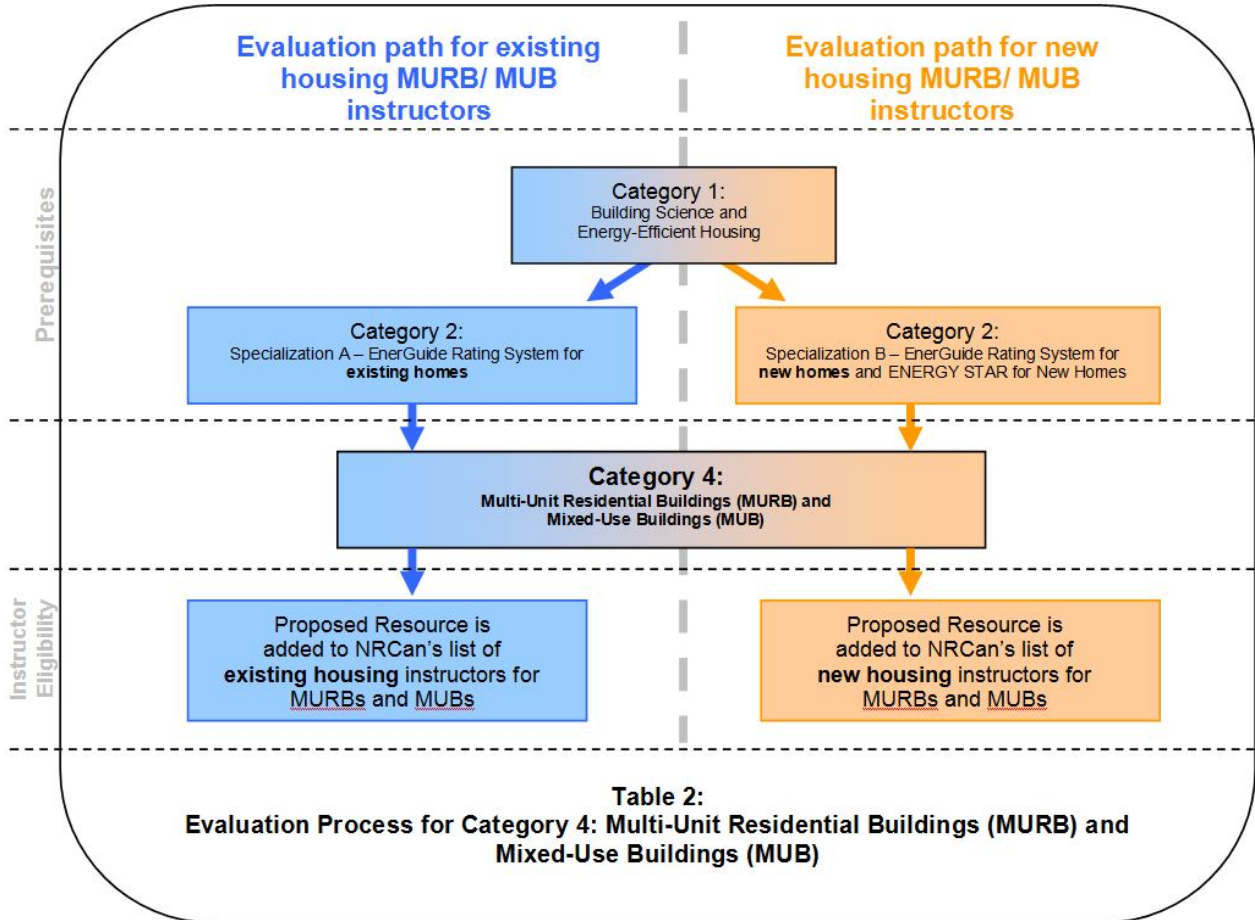 Evaluation path for existing
housing MURB/ MUB
instructors
Evaluation path for new
housing MURB/ MUB
instructors
Prerequisites
Category 1:
Building Science and
Energy-Efficient Housing
Category 2:
Specialization A – EnerGuide Rating System for
existing homes
Category 2:
Specialization B – EnerGuide Rating System for
new homes and ENERGY STAR for New Homes
Category 4:
Multi-Unit Residential Buildings (MURB) and
Mixed-Use Buildings (MUB)
Instructor
Eligibility
Proposed Resource is
added to NRCan's list of
existing housing instructors for
MURBs and MUBs
Proposed Resource is
added to NRCan's list of
new housing instructors for
MURBs and MUBs
Table 2:
Evaluation Process for Category 4: Multi-Unit Residential Buildings (MURB) and
Mixed-Use Buildings (MUB)